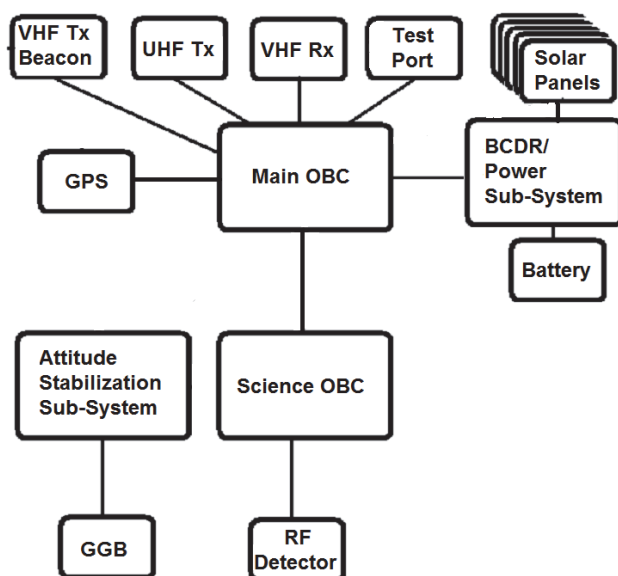 VHF Tx
Beacon
UHF Tx
VHF Rx
Test
Port
Solar
Panels
GPS
Main OBC
BCDR/
Power
Sub-System
Battery
Attitude
Stabilization
Sub-System
Science OBC
GGB
RF
Detector